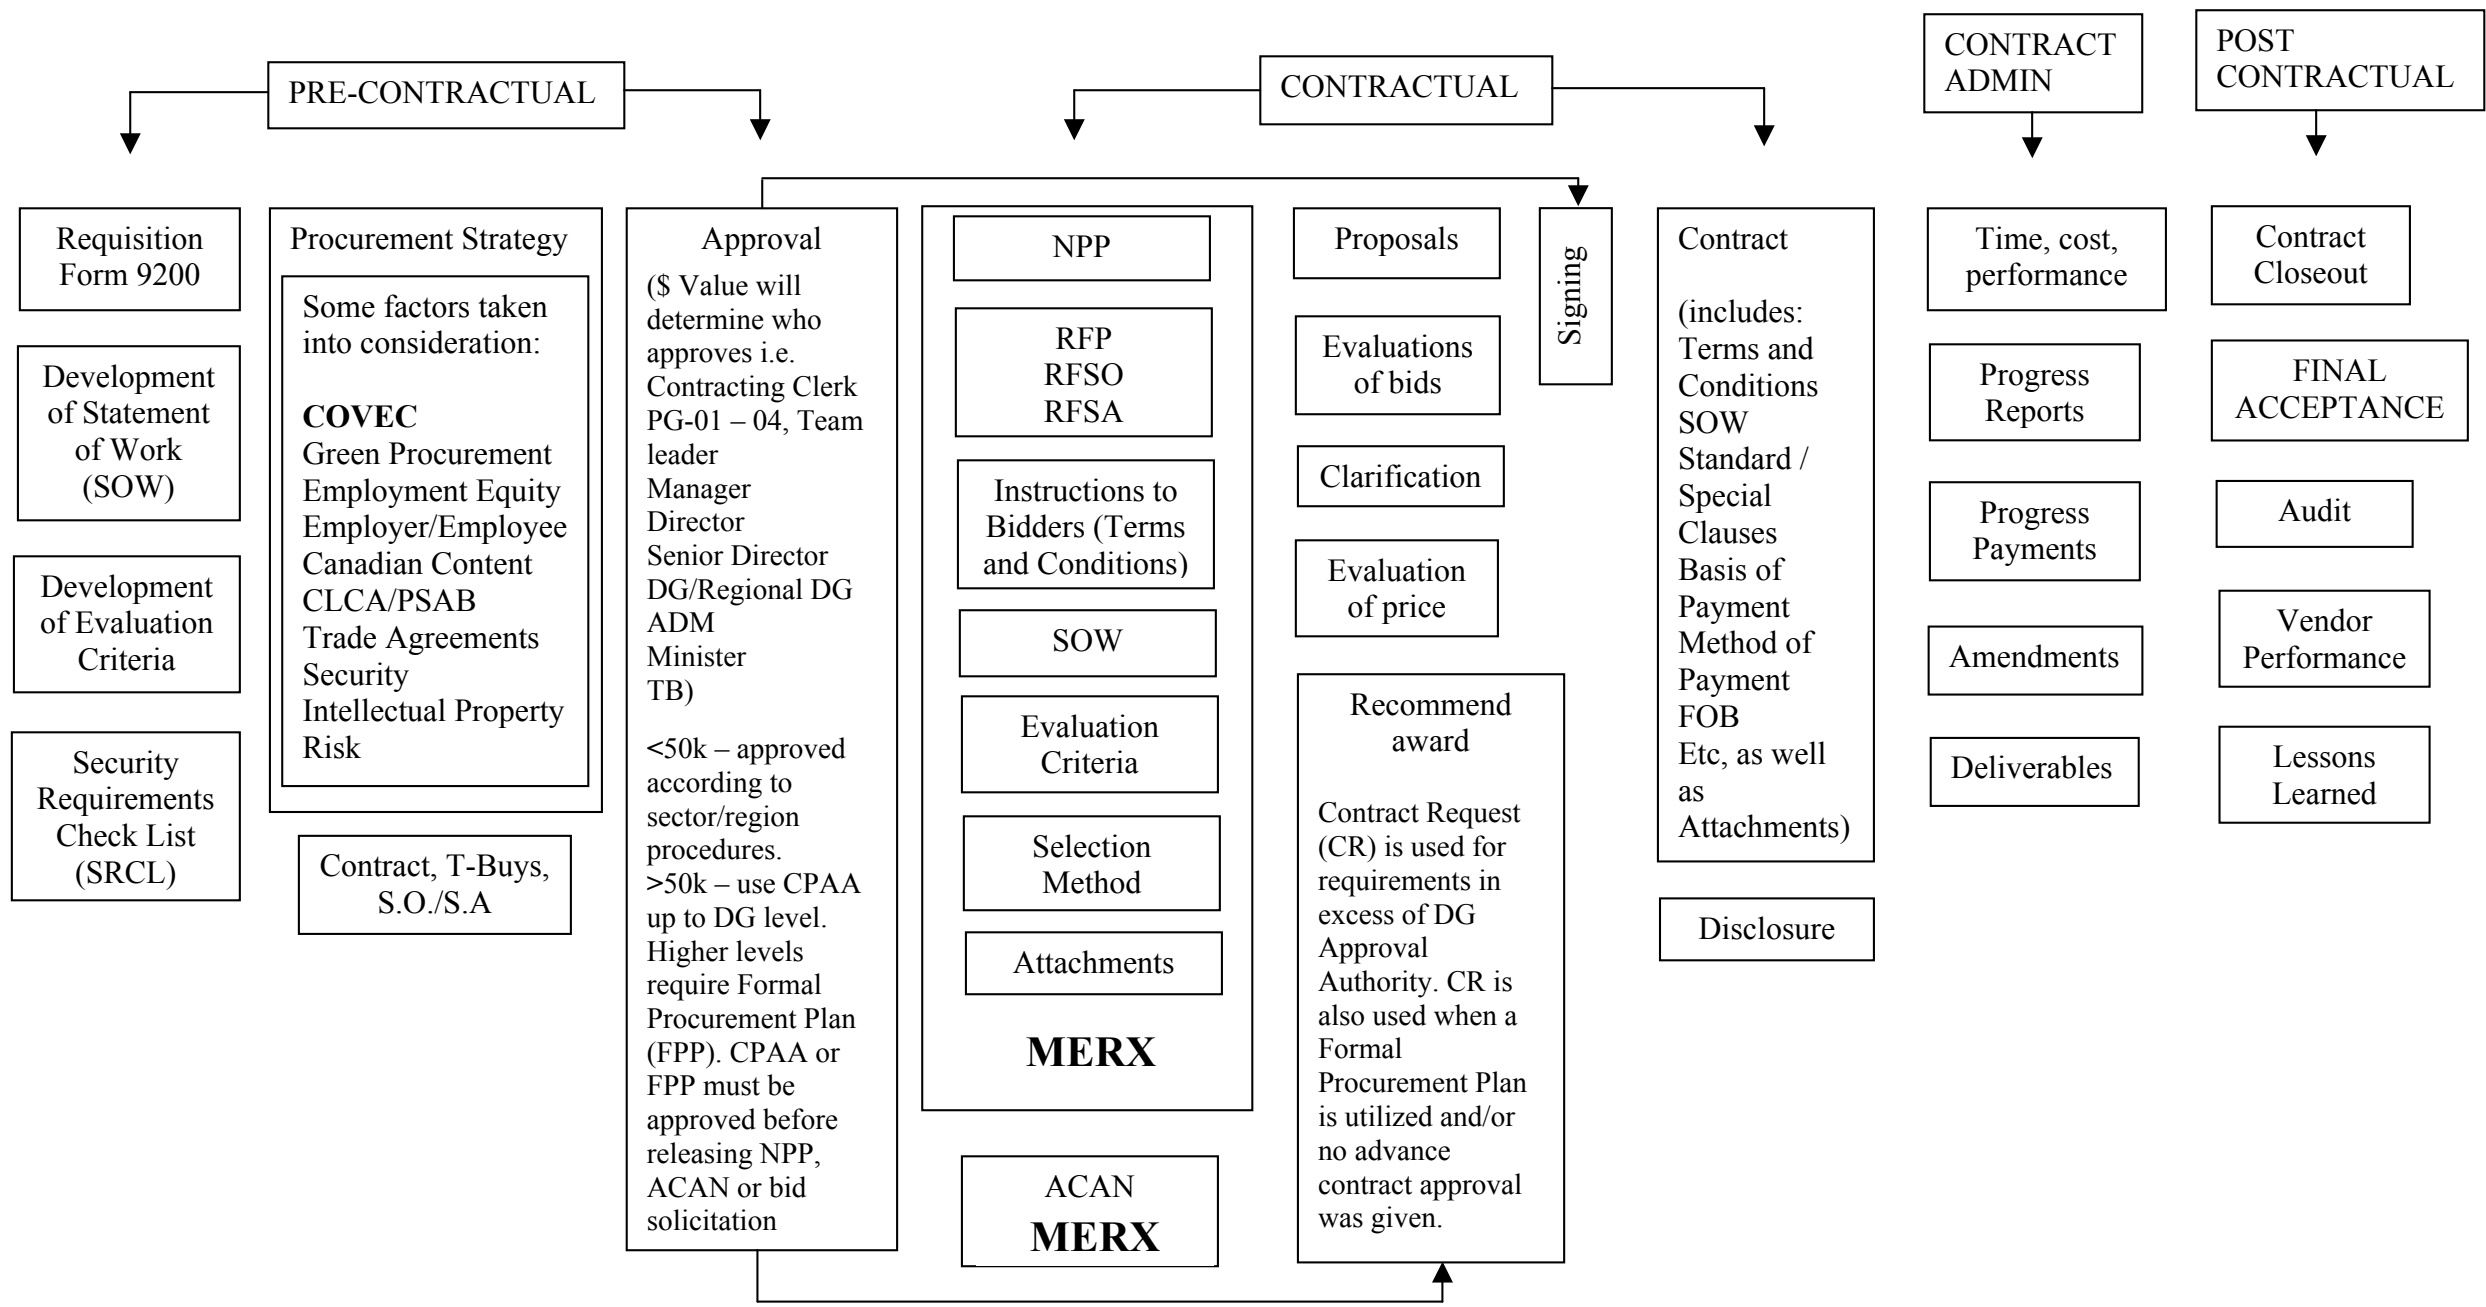 PRE-CONTRACTUAL
CONTRACTUAL
CONTRACT
ADMIN
POST
CONTRACTUAL
Requisition
Form 9200
Development
of Statement
of Work
(SOW)
Development
of Evaluation
Criteria
Security
Requirements
Check List
(SRCL)
Procurement Strategy
Some factors taken
into consideration:
COVEC
Green Procurement
Employment Equity
Employer/Employee
Canadian Content
CLCA/PSAB
Trade Agreements
Security
Intellectual Property
Risk
Contract, T-Buys,
S.O./S.A
Approval
($ Value will
determine who
approves i.e.
Contracting Clerk
PG-01 – 04, Team
leader
Manager
Director
Senior Director
DG/Regional DG
ADM
Minister
TB)
<50k – approved
according to
sector/region
procedures.
>50k – use CPAA
up to DG level.
Higher levels
require Formal
Procurement Plan
(FPP). CPAA or
FPP must be
approved before
releasing NPP,
ACAN or bid
solicitation
NPP
RFP
RFSO
RFSA
Instructions to
Bidders (Terms
and Conditions)
SOW
Evaluation
Criteria
Selection
Method
Attachments
MERX
ACAN
MERX
Proposals
Evaluations
of bids
Clarification
Evaluation
of price
Recommend
award
Contract Request
(CR) is used for
requirements in
excess of DG
Approval
Authority. CR is
also used when a
Formal
Procurement Plan
is utilized and/or
no advance
contract approval
was given.
Signing
Contract
(includes:
Terms and
Conditions
SOW
Standard /
Special
Clauses
Basis of
Payment
Method of
Payment
FOB
Etc, as well
as
Attachments)
Disclosure
Time, cost,
performance
Progress
Reports
Progress
Payments
Amendments
Deliverables
Contract
Closeout
FINAL
ACCEPTANCE
Audit
Vendor
Performance
Lessons
Learned